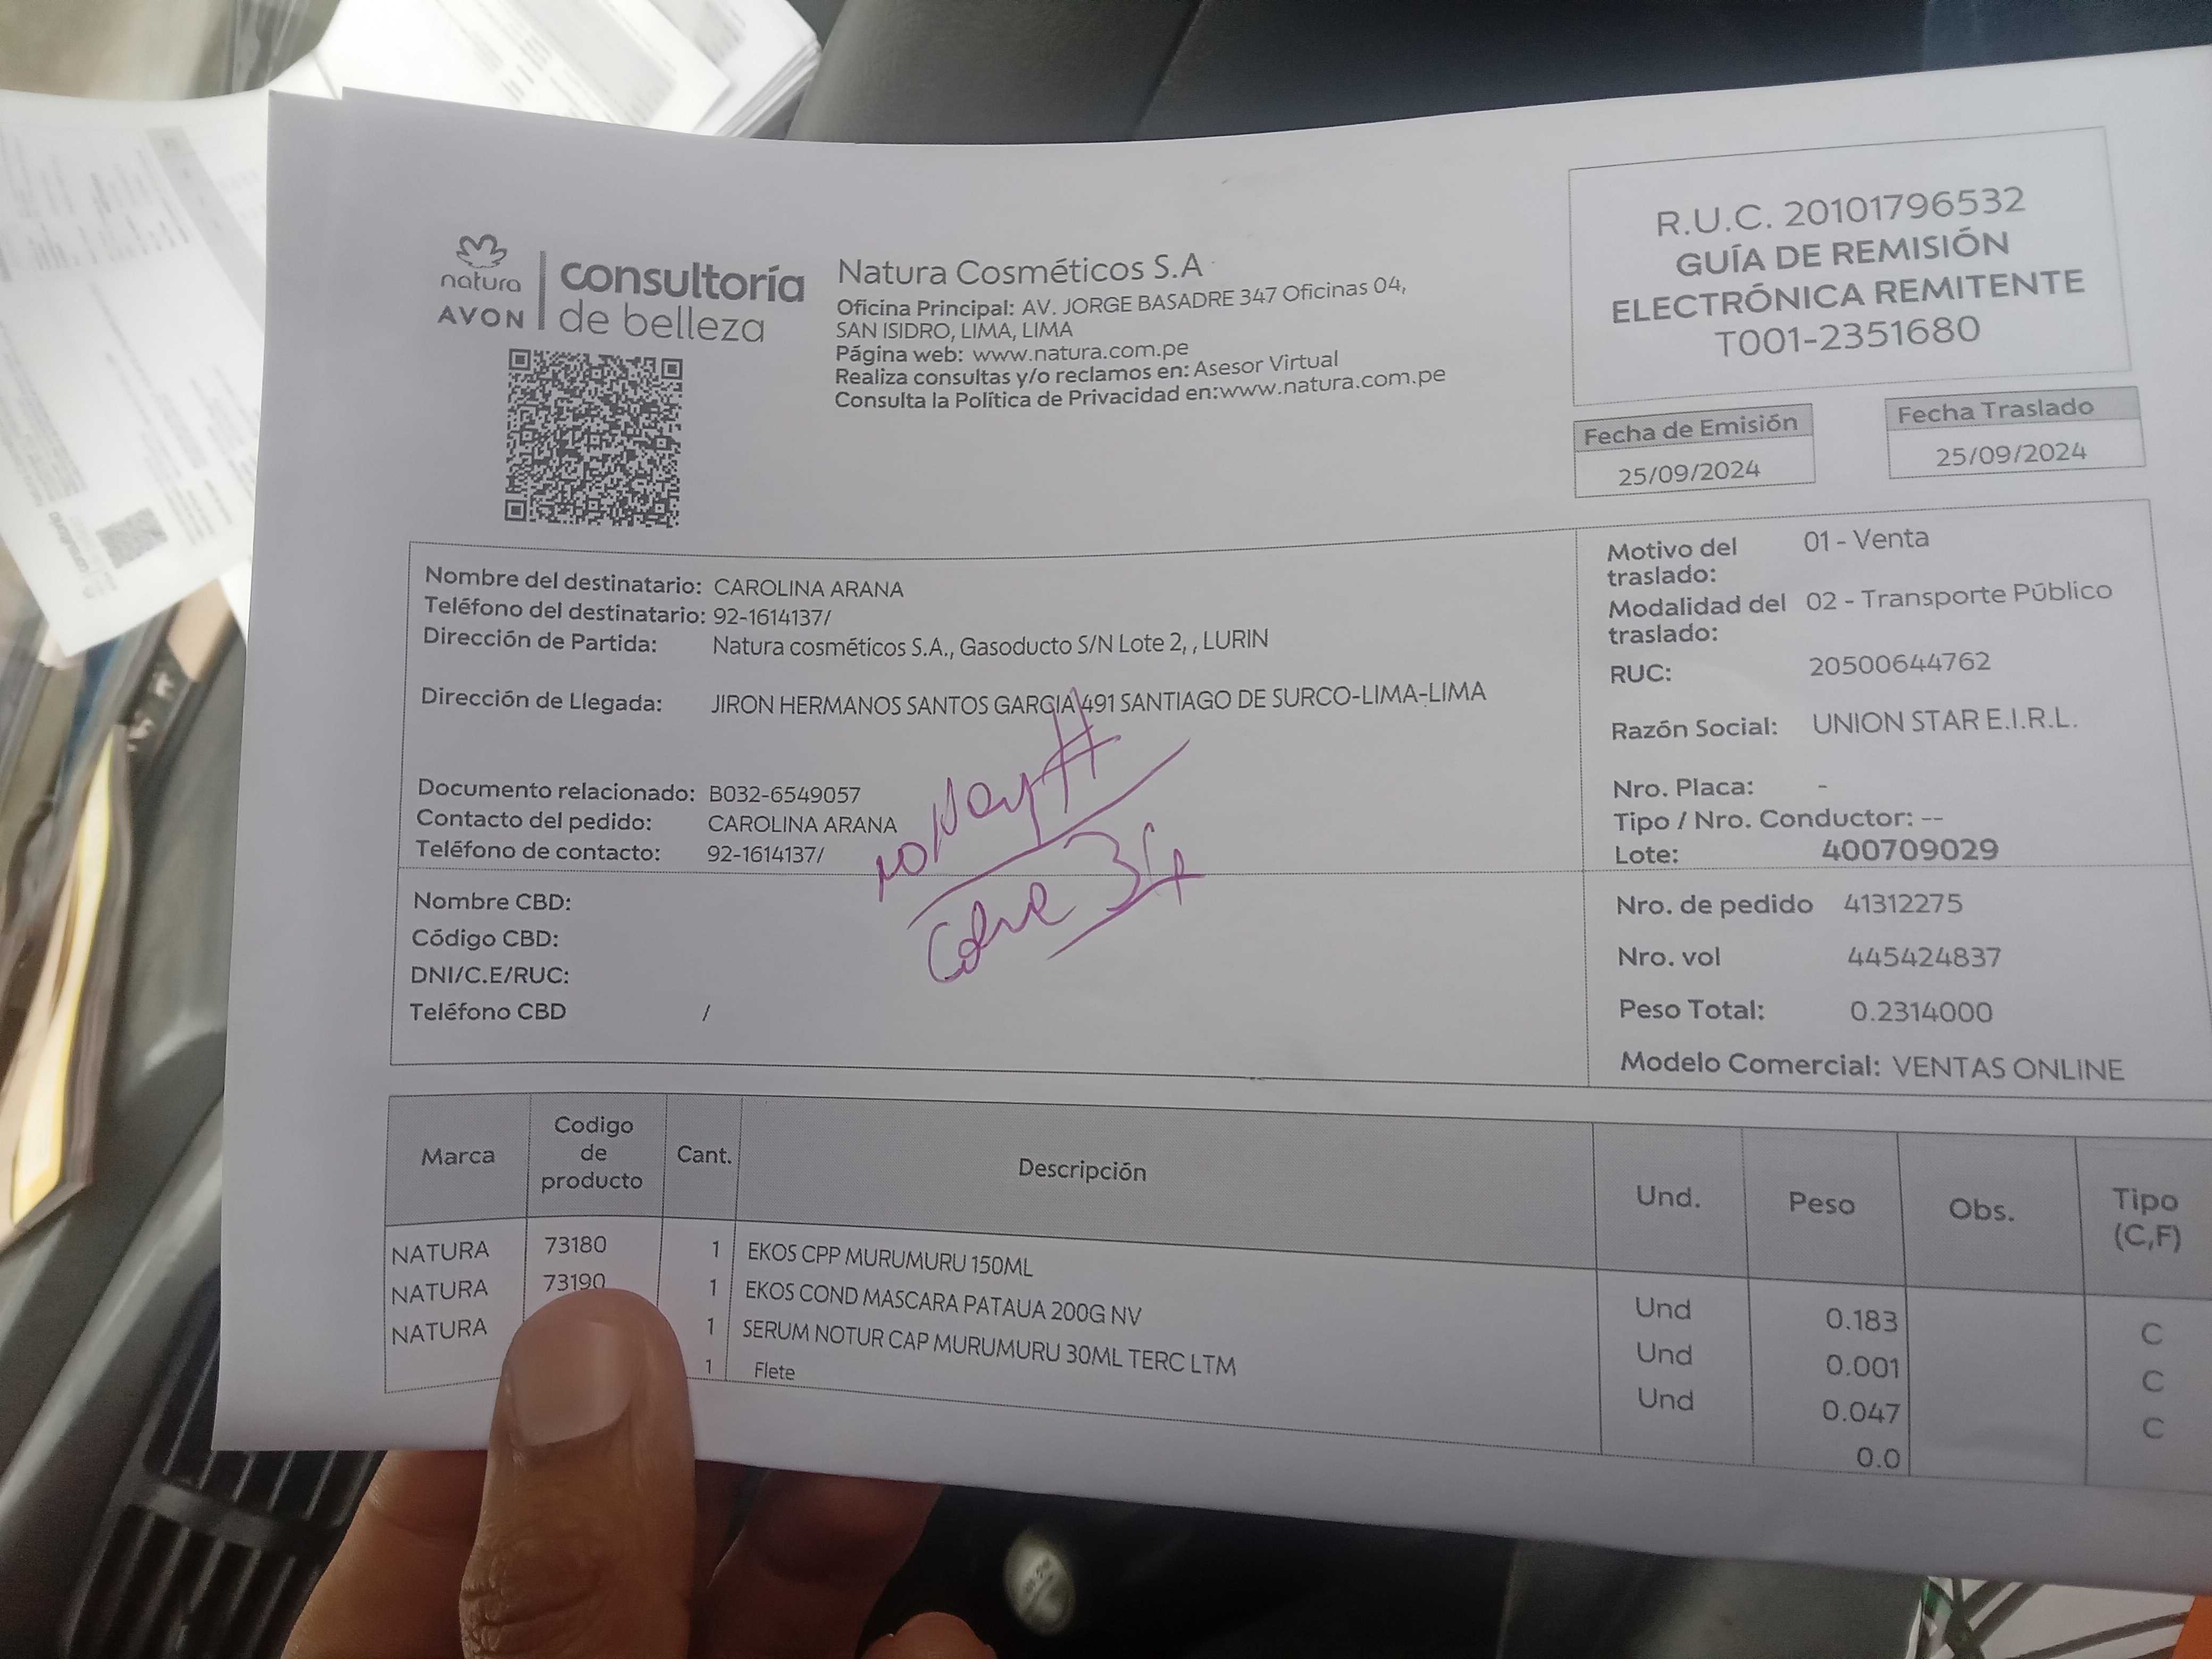 natura
AVON
consultoría
de belleza
Natura Cosméticos S.A
Oficina Principal: AV. JORGE BASADRE 347 Oficinas 04,
SAN ISIDRO, LIMA, LIMA
Página web: www.natura.com.pe
Realiza consultas y/o reclamos en: Asesor Virtual
Consulta la Política de Privacidad en:www.natura.com.pe
R.U.C. 20101796532
GUÍA DE REMISIÓN
ELECTRÓNICA REMITENTE
T001-2351680
Fecha de Emisión
25/09/2024
Fecha Traslado
25/09/2024
Nombre del destinatario: CAROLINA ARANA
Teléfono del destinatario: 92-1614137/
Dirección de Partida: Natura cosméticos S.A., Gasoducto S/N Lote 2, , LURIN
Dirección de Llegada: JIRON HERMANOS SANTOS GARCIA 491 SANTIAGO DE SURCO-LIMA-LIMA
Documento relacionado: B032-6549057
Contacto del pedido: CAROLINA ARANA
Teléfono de contacto: 92-1614137/
no Hay #
Nombre CBD:
Código CBD:
DNI/C.E/RUC:
Teléfono CBD /
Motivo del traslado: 01 - Venta
Modalidad del traslado: 02 - Transporte Público
RUC: 20500644762
Razón Social: UNION STAR E.I.R.L.
Nro. Placa: -
Tipo / Nro. Conductor: --
Lote: 400709029
Nro. de pedido 41312275
Nro. vol 445424837
Peso Total: 0.2314000
Modelo Comercial: VENTAS ONLINE
Marca Codigo de producto Cant. Descripción Und. Peso Obs. Tipo (C,F)
NATURA 73180 1 EKOS CPP MURUMURU 150ML Und 0.183 C
NATURA 73190 1 EKOS COND MASCARA PATAUA 200G NV Und 0.001 C
NATURA 1 SERUM NOTUR CAP MURUMURU 30ML TERC LTM Und 0.047 C
1 Flete 0.0